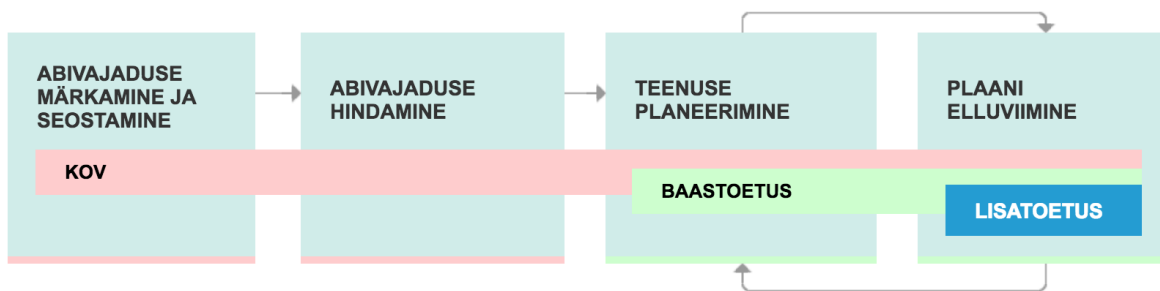 ABIVAJADUSE
MÄRKAMINE JA
SEOSTAMINE
ABIVAJADUSE
HINDAMINE
TEENUSE
PLANEERIMINE
PLAANI
ELLUVIIMINE
KOV
BAASTOETUS
LISATOETUS